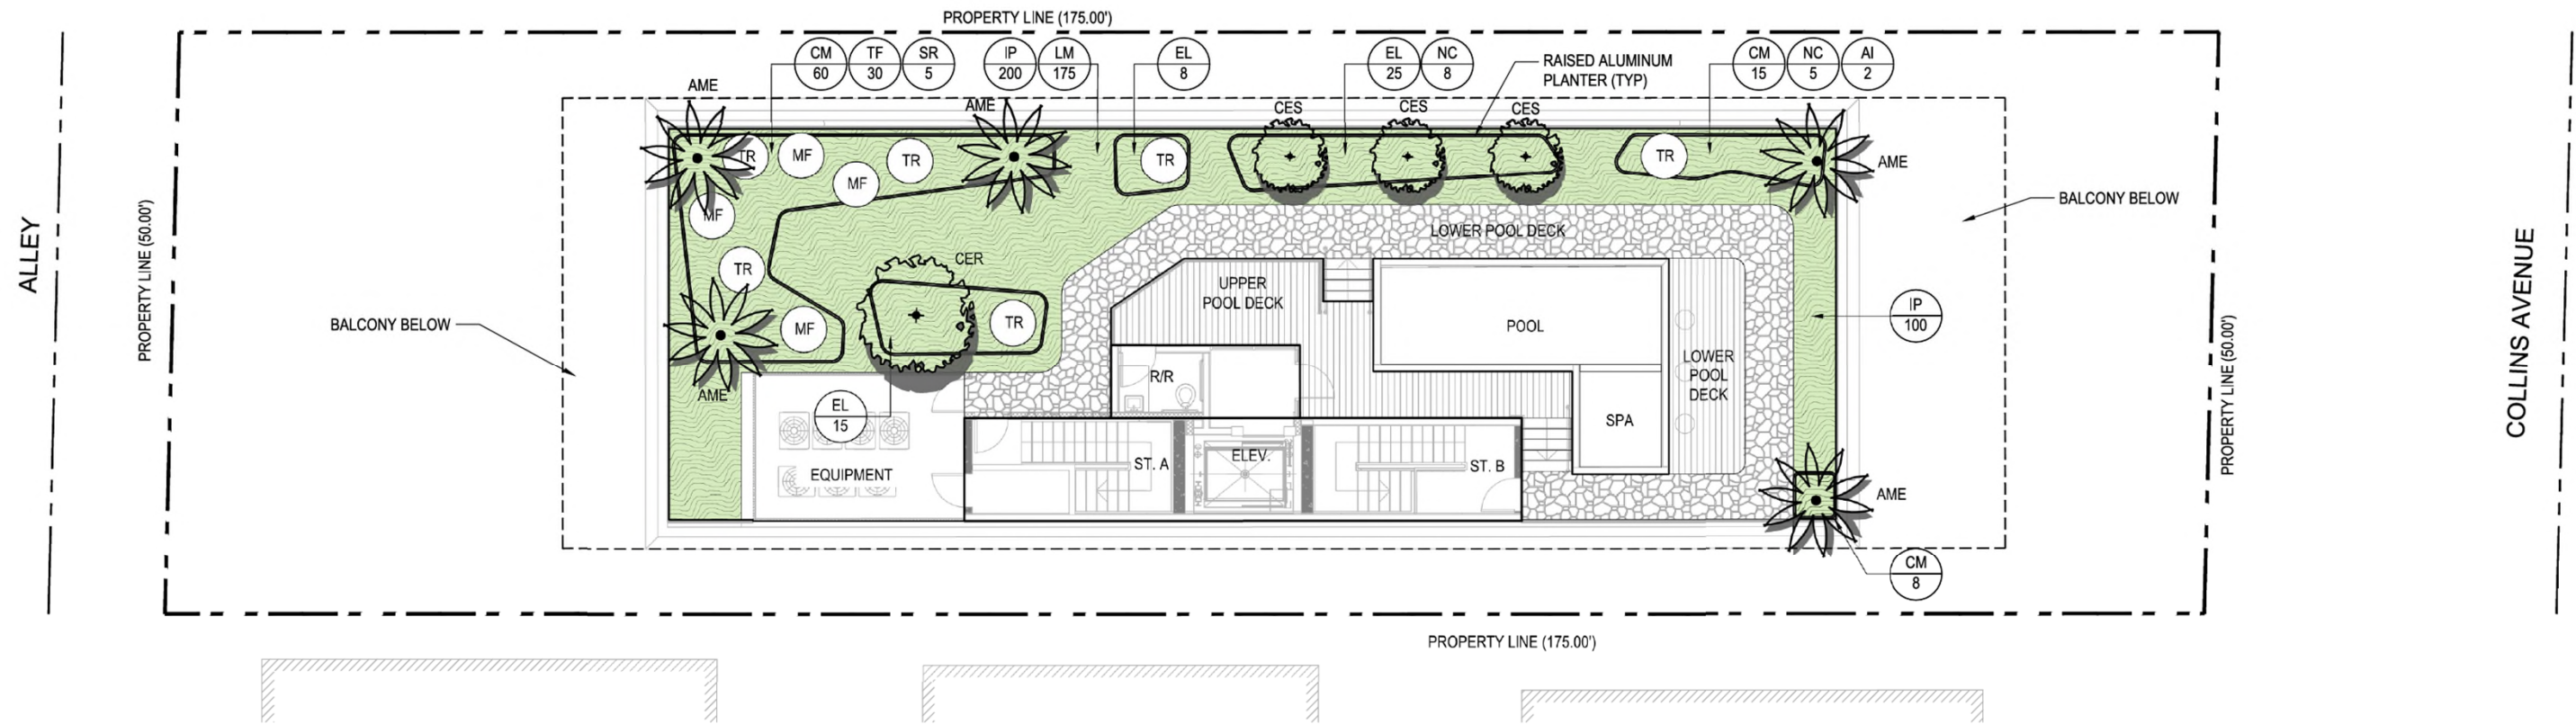 PROPERTY LINE (175.00')
CM
60
TF
30
SR
5
IP
200
LM
175
EL
8
EL
25
NC
8
RAISED ALUMINUM
PLANTER (TYP)
CM
15
NC
5
AI
2
AME
AME
CES
CES
CES
TR
MF
TR
MF
MF
TR
MF
TR
TR
AME
BALCONY BELOW
ALLEY
PROPERTY LINE (50.00')
LOWER POOL DECK
CER
TR
UPPER
POOL DECK
BALCONY BELOW
IP
100
POOL
LOWER
POOL
DECK
COLLINS AVENUE
PROPERTY LINE (50.00')
R/R
AME
EL
15
SPA
EQUIPMENT
ST. A
ELEV.
ST. B
AME
CM
8
PROPERTY LINE (175.00')